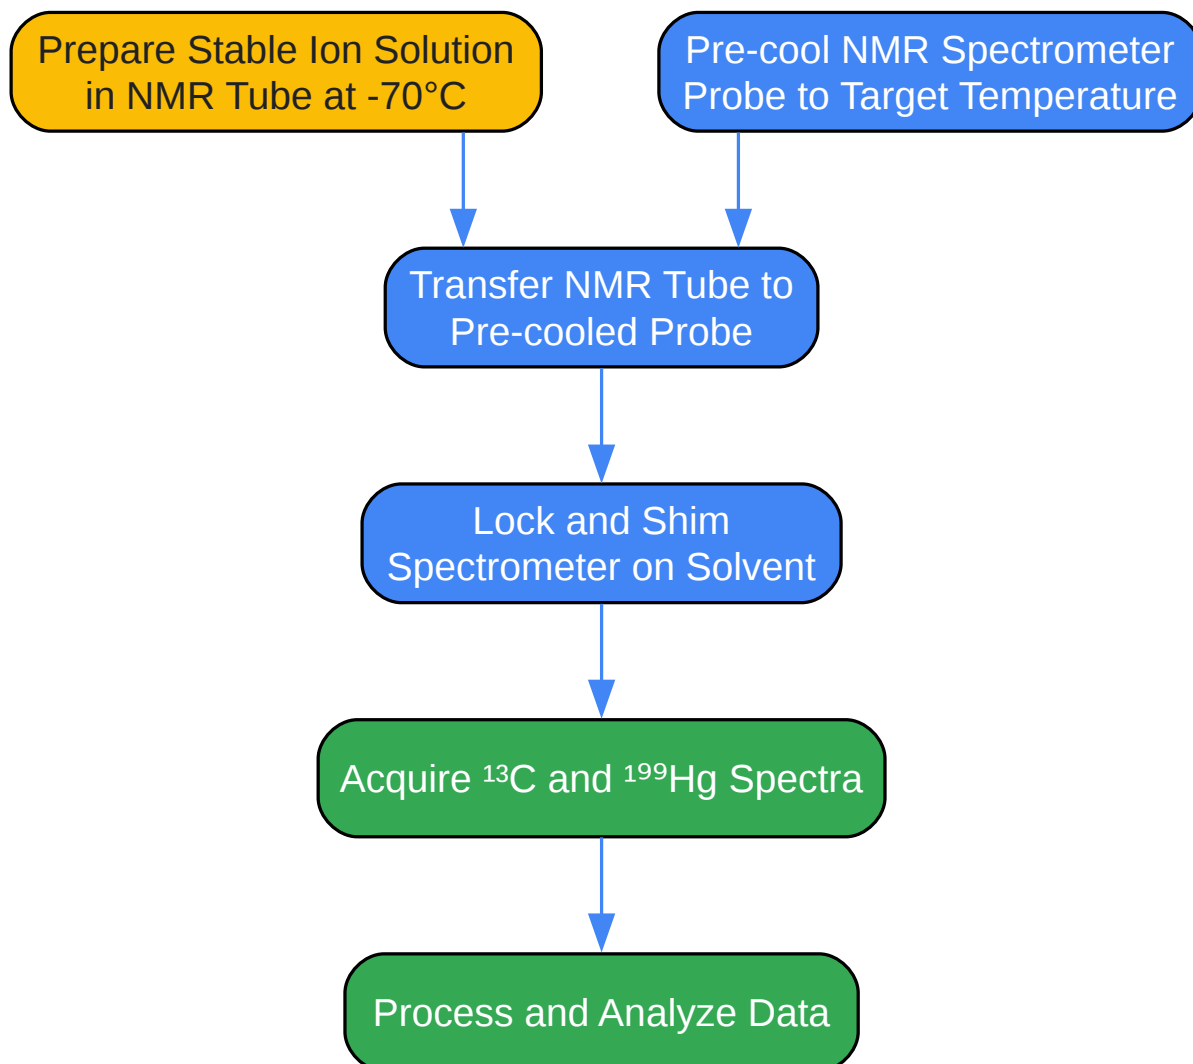 Prepare Stable Ion Solution
in NMR Tube at -70°C
Pre-cool NMR Spectrometer
Probe to Target Temperature
Transfer NMR Tube to
Pre-cooled Probe
Lock and Shim
Spectrometer on Solvent
Acquire ¹³C and ¹⁹⁹Hg Spectra
Process and Analyze Data